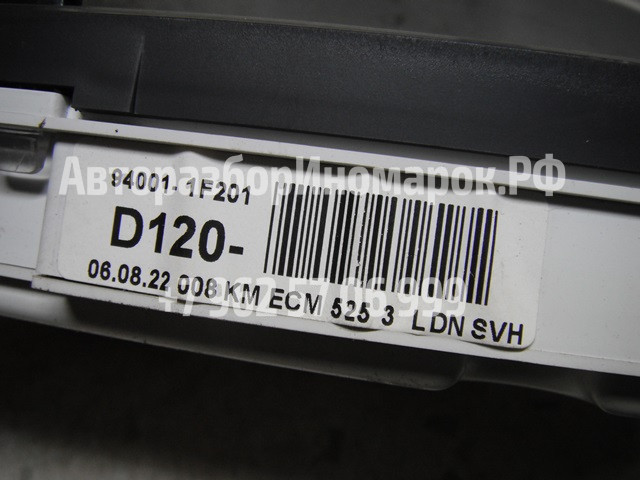 94001-1F201
АвторазборИномарок.РФ
D120-
06.08.22 008 KM ECM 525 3 LDN SVH